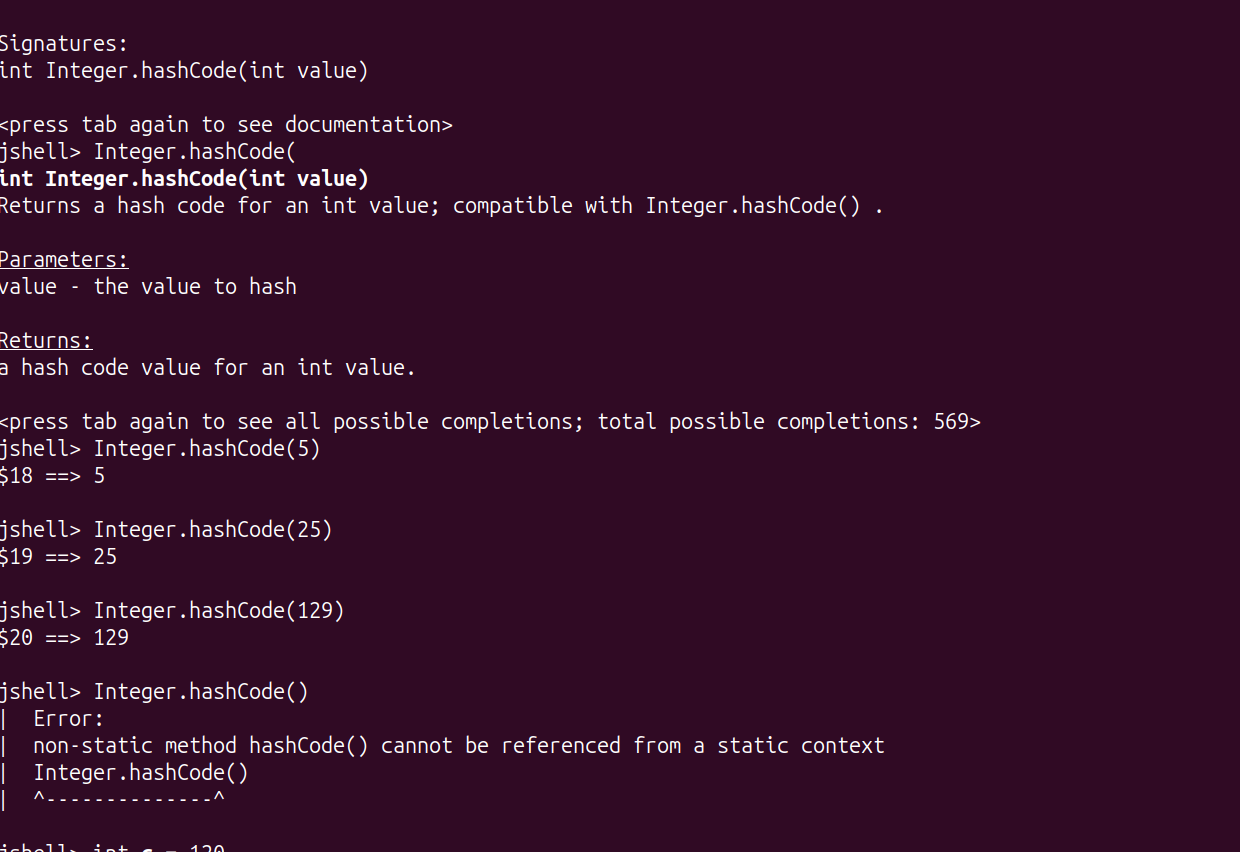 Signatures:
int Integer.hashCode(int value)
<press tab again to see documentation>
jshell> Integer.hashCode(
int Integer.hashCode(int value)
Returns a hash code for an int value; compatible with Integer.hashCode() .
Parameters:
value - the value to hash
Returns:
a hash code value for an int value.
<press tab again to see all possible completions; total possible completions: 569>
jshell> Integer.hashCode(5)
$18 ==> 5
jshell> Integer.hashCode(25)
$19 ==> 25
jshell> Integer.hashCode(129)
$20 ==> 129
jshell> Integer.hashCode()
|  Error:
|  non-static method hashCode() cannot be referenced from a static context
|  Integer.hashCode()
|  ^--------------^
jshell> int =